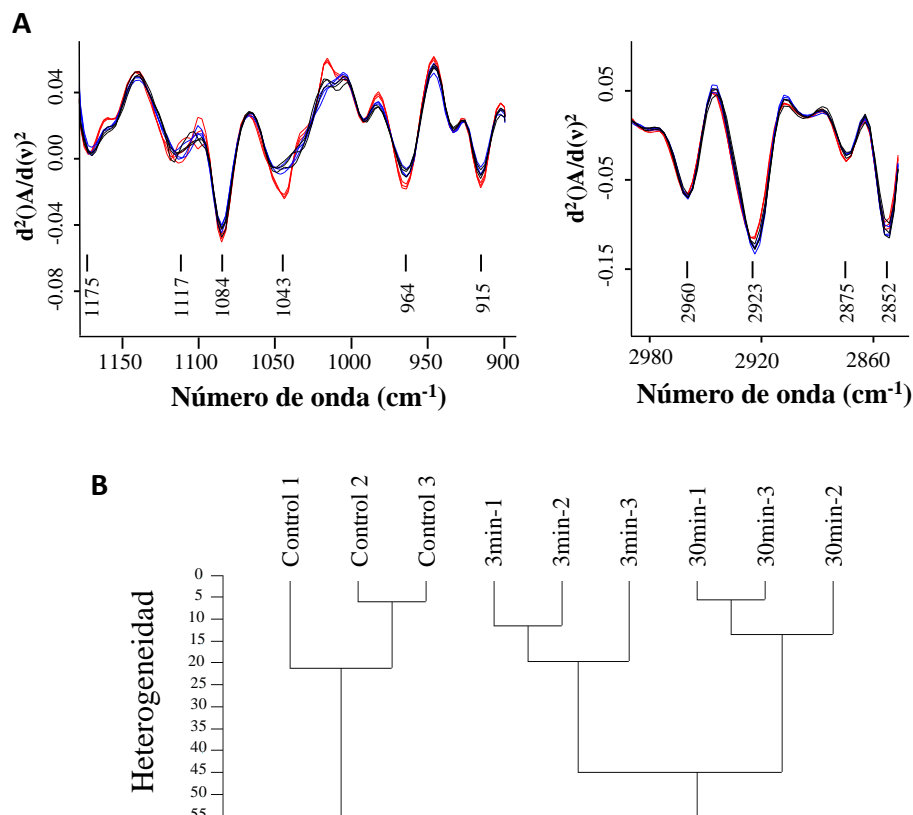 A
d²()A/d(v)²
0.04
0.00
-0.04
-0.08
1175
1117
1084
1043
964
915
1150
1100
1050
1000
950
900
Número de onda (cm⁻¹)
d²()A/d(v)²
0.05
-0.05
-0.15
2960
2923
2875
2852
2980
2920
2860
Número de onda (cm⁻¹)
B
Control 1
Control 2
Control 3
3min-1
3min-2
3min-3
30min-1
30min-3
30min-2
Heterogeneidad
0
5
10
15
20
25
30
35
40
45
50
55